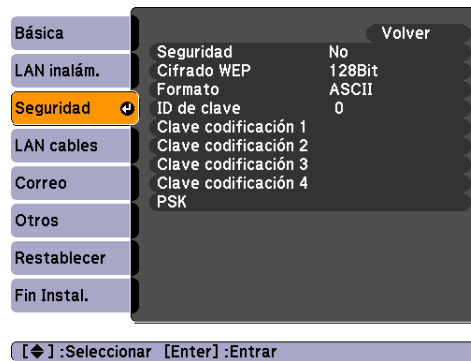 Básica
LAN inalám.
Seguridad
LAN cables
Correo
Otros
Restablecer
Fin Instal.
Volver
Seguridad No
Cifrado WEP 128Bit
Formato ASCII
ID de clave 0
Clave codificación 1
Clave codificación 2
Clave codificación 3
Clave codificación 4
PSK
[◆] :Seleccionar [Enter] :Entrar